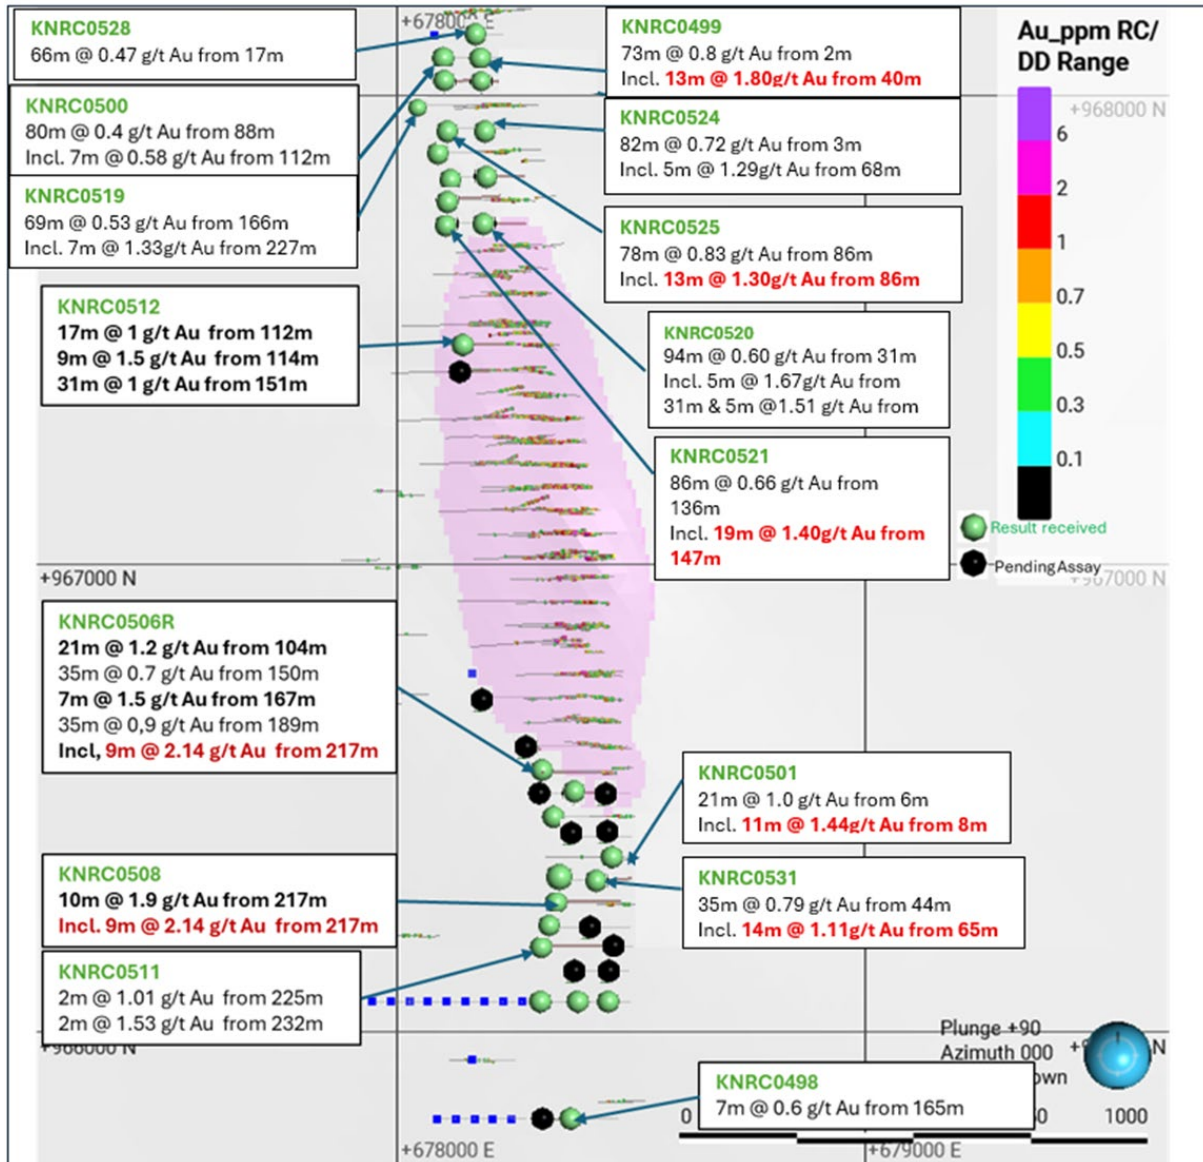 +678000 E
KNRC0528
66m @ 0.47 g/t Au from 17m
KNRC0499
73m @ 0.8 g/t Au from 2m
Incl. 13m @ 1.80g/t Au from 40m
Au_ppm RC/
DD Range
+968000 N
6
2
1
0.7
0.5
0.3
0.1
KNRC0500
80m @ 0.4 g/t Au from 88m
Incl. 7m @ 0.58 g/t Au from 112m
KNRC0524
82m @ 0.72 g/t Au from 3m
Incl. 5m @ 1.29g/t Au from 68m
KNRC0519
69m @ 0.53 g/t Au from 166m
Incl. 7m @ 1.33g/t Au from 227m
KNRC0525
78m @ 0.83 g/t Au from 86m
Incl. 13m @ 1.30g/t Au from 86m
KNRC0512
17m @ 1 g/t Au from 112m
9m @ 1.5 g/t Au from 114m
31m @ 1 g/t Au from 151m
KNRC0520
94m @ 0.60 g/t Au from 31m
Incl. 5m @ 1.67g/t Au from
31m & 5m @1.51 g/t Au from
KNRC0521
86m @ 0.66 g/t Au from
136m
Incl. 19m @ 1.40g/t Au from
147m
Result received
Pending Assay
+967000 N
+967000 N
KNRC0506R
21m @ 1.2 g/t Au from 104m
35m @ 0.7 g/t Au from 150m
7m @ 1.5 g/t Au from 167m
35m @ 0,9 g/t Au from 189m
Incl, 9m @ 2.14 g/t Au from 217m
KNRC0501
21m @ 1.0 g/t Au from 6m
Incl. 11m @ 1.44g/t Au from 8m
KNRC0508
10m @ 1.9 g/t Au from 217m
Incl. 9m @ 2.14 g/t Au from 217m
KNRC0531
35m @ 0.79 g/t Au from 44m
Incl. 14m @ 1.11g/t Au from 65m
KNRC0511
2m @ 1.01 g/t Au from 225m
2m @ 1.53 g/t Au from 232m
+966000 N
Plunge +90
Azimuth 000
KNRC0498
7m @ 0.6 g/t Au from 165m
0
1000
+678000 E
+679000 E